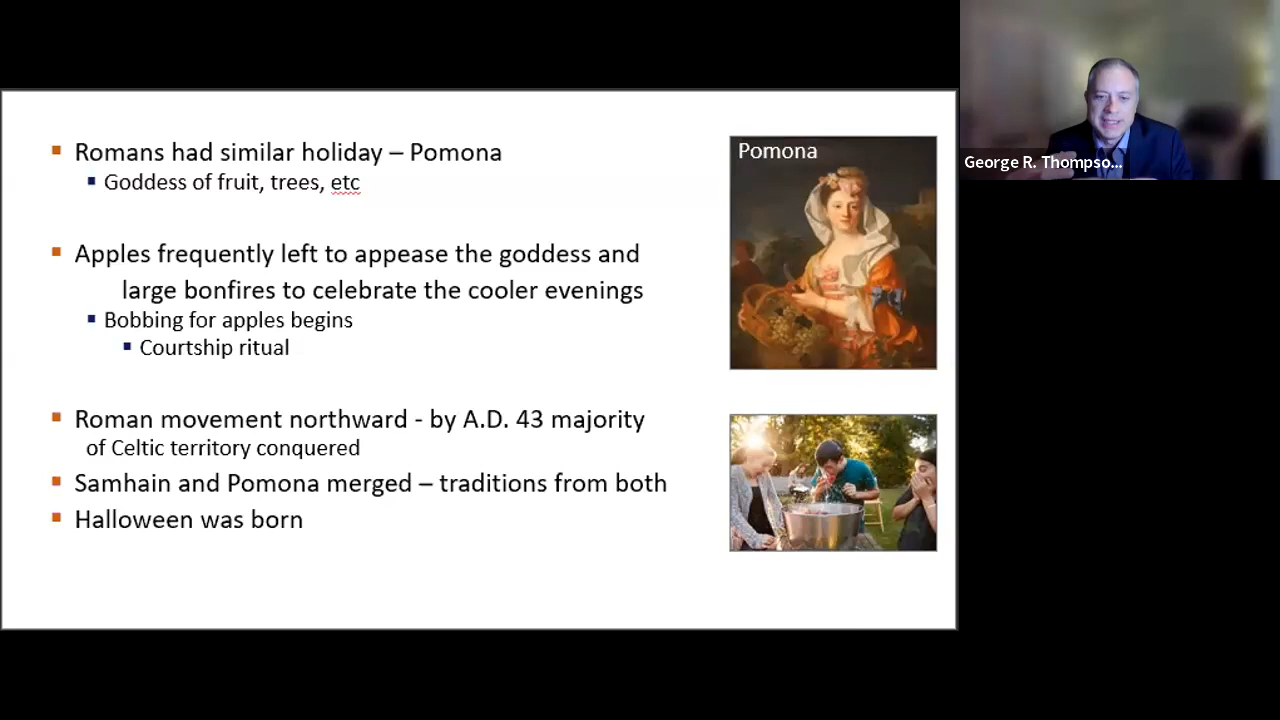 Romans had similar holiday – Pomona
Goddess of fruit, trees, etc
Apples frequently left to appease the goddess and
large bonfires to celebrate the cooler evenings
Bobbing for apples begins
Courtship ritual
Roman movement northward - by A.D. 43 majority
of Celtic territory conquered
Samhain and Pomona merged – traditions from both
Halloween was born
Pomona
George R. Thompso...